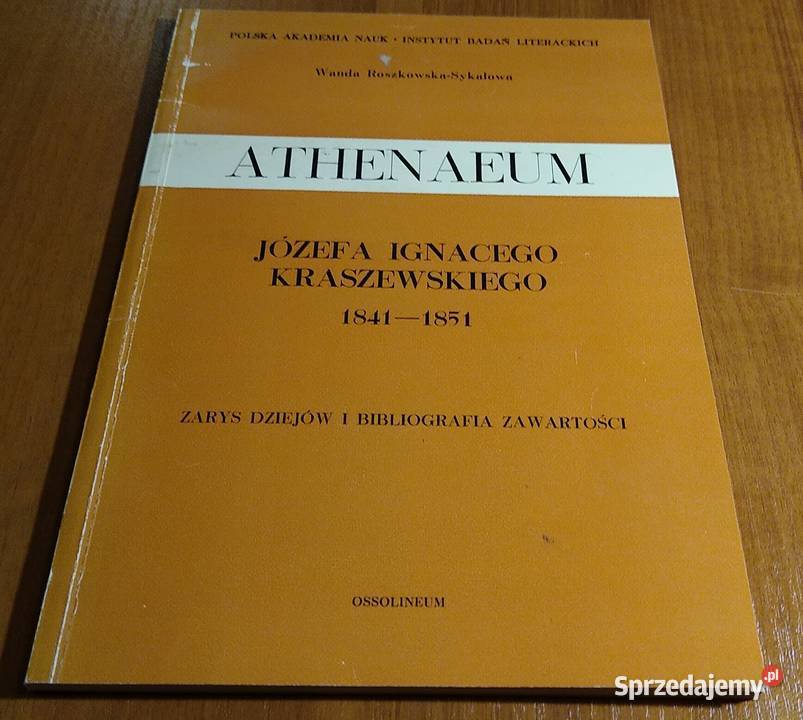 POLSKA AKADEMIA NAUK • INSTYTUT BADAŃ LITERACKICH
Wanda Roszkowska-Sykałowa
ATHENAEUM
JÓZEFA IGNACEGO
KRASZEWSKIEGO
1841—1851
ZARYS DZIEJÓW I BIBLIOGRAFIA ZAWARTOŚCI
OSSOLINEUM
Sprzedajemy.pl